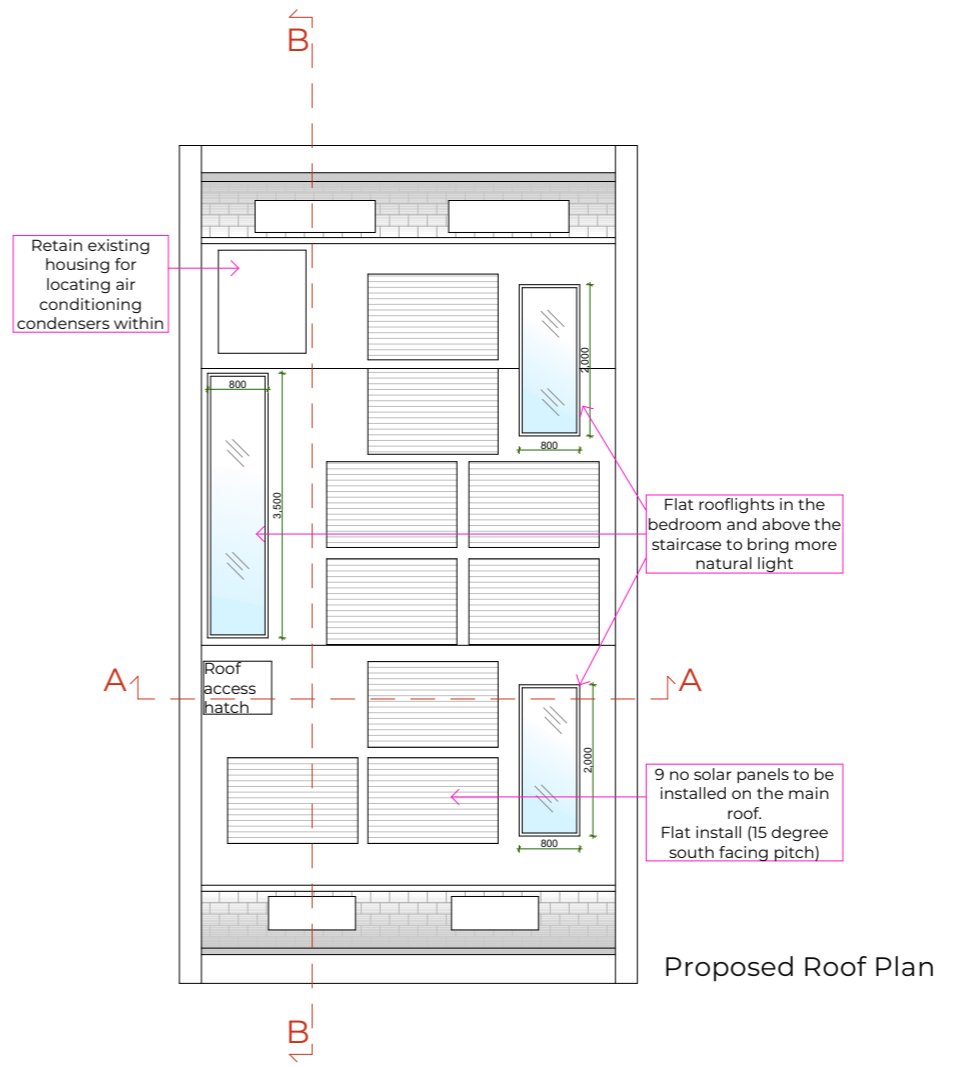 B
Retain existing
housing for
locating air
conditioning
condensers within
2,000
800
800
3,500
Flat rooflights in the
bedroom and above the
staircase to bring more
natural light
A
Roof
access
hatch
A
2,000
9 no solar panels to be
installed on the main
roof.
Flat install (15 degree
south facing pitch)
800
Proposed Roof Plan
B